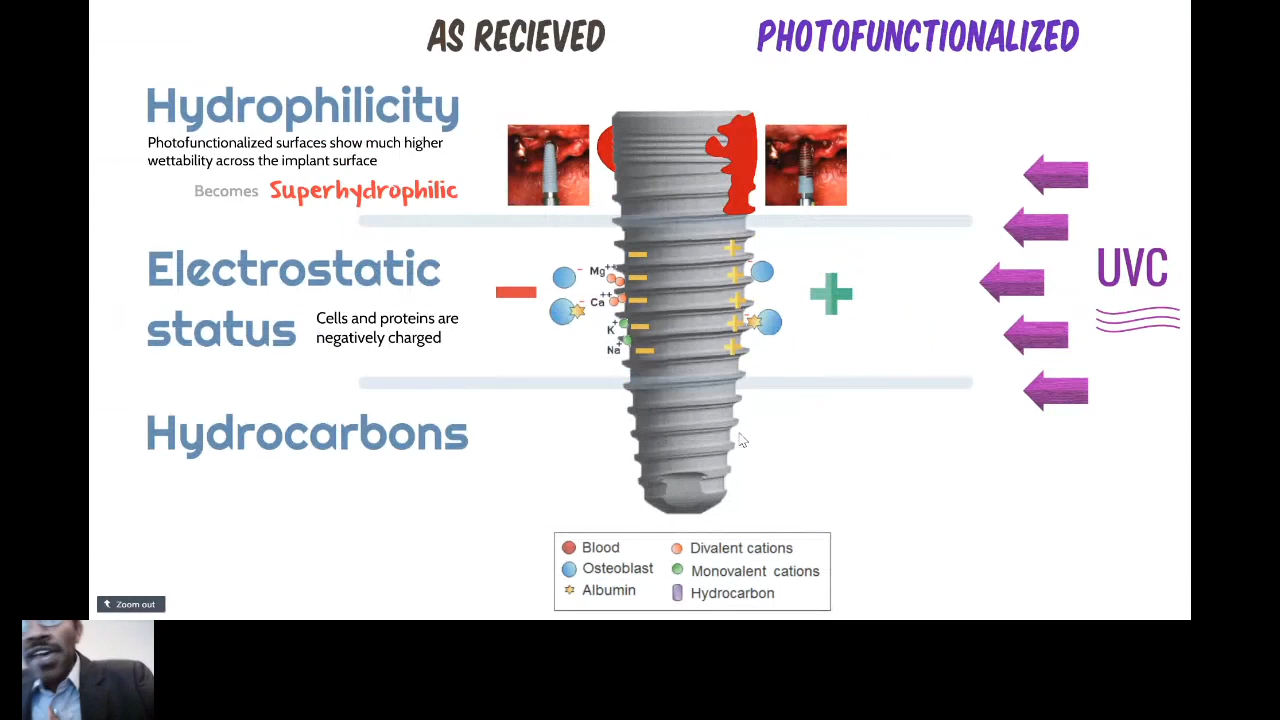 AS RECIEVED
PHOTOFUNCTIONALIZED
Hydrophilicity
Photofunctionalized surfaces show much higher
wettability across the implant surface
Becomes Superhydrophilic
Electrostatic
status
Cells and proteins are
negatively charged
Mg++
Ca++
K+
Na+
UVC
Hydrocarbons
Blood
Osteoblast
Albumin
Divalent cations
Monovalent cations
Hydrocarbon
Zoom out